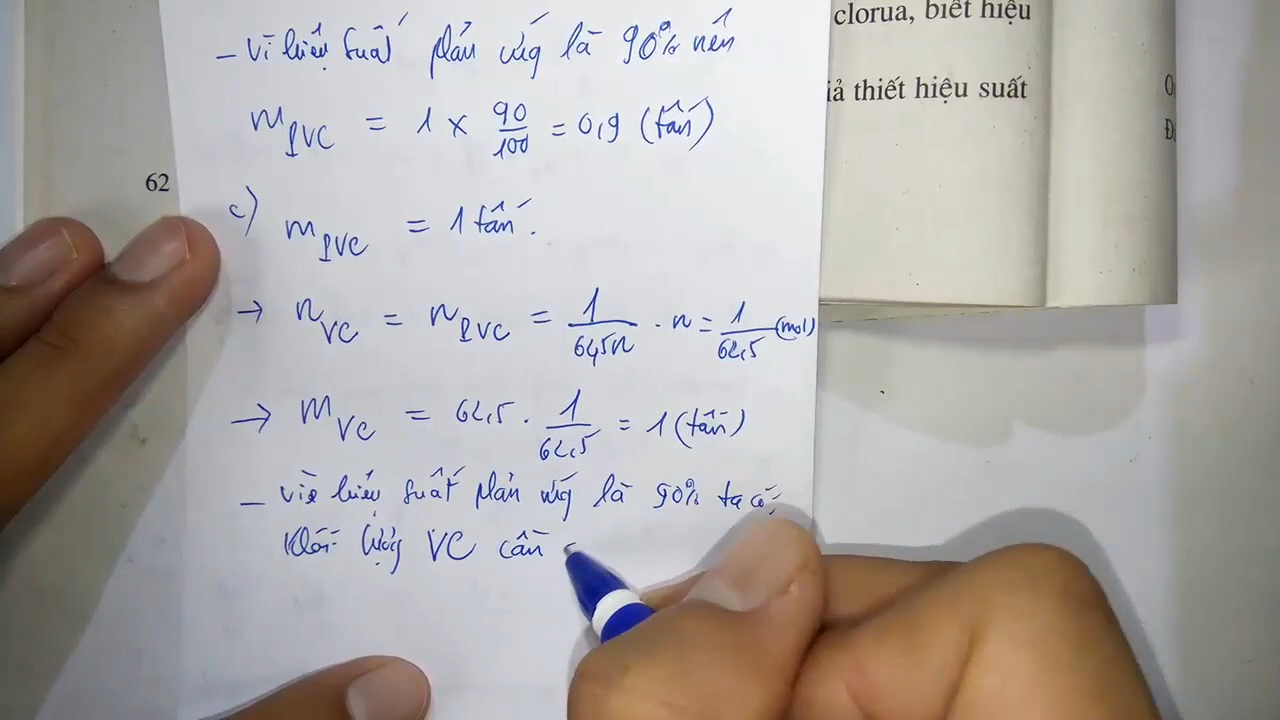 clorua, biết hiệu
iả thiết hiệu suất
62
– Vì hiệu suất phản ứng là 90% nên
m PVC = 1 × 90/100 = 0,9 (tấn)
c) m PVC = 1 tấn.
→ n VC = n PVC = 1/62,5n . n = 1/62,5 (mol)
→ m VC = 62,5 . 1/62,5 = 1 (tấn)
– Vì hiệu suất phản ứng là 90% ta có:
khối lượng VC cần